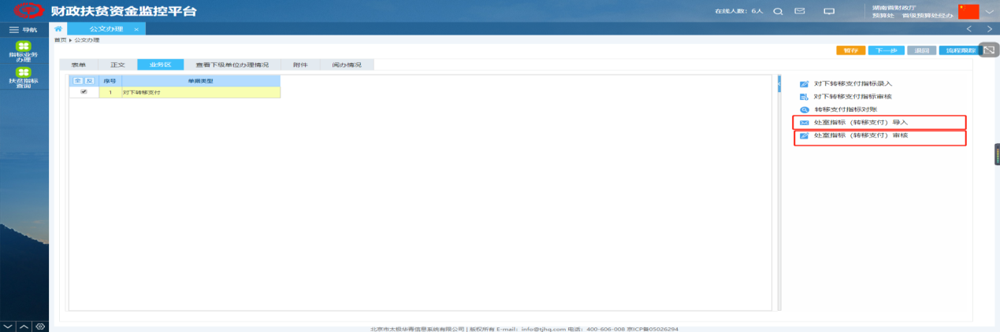 财政扶贫资金监控平台
在线人数: 6人
湖南省财政厅
预算处 省级预算处经办
导航
公文办理 ×
首页 ▸ 公文办理
指标业务
办理
扶贫指标
查询
暂存 下一步 退回 流程跟踪
表单 正文 业务区 查看下级单位办理情况 附件 阅办情况
全 反 序号 单据类型
1 对下转移支付
对下转移支付指标录入
对下转移支付指标审核
转移支付指标对账
处室指标（转移支付）导入
处室指标（转移支付）审核
北京市太极华青信息系统有限公司 | 版权所有 E-mail: info@tjhq.com 电话: 400-606-008 京ICP备05026294